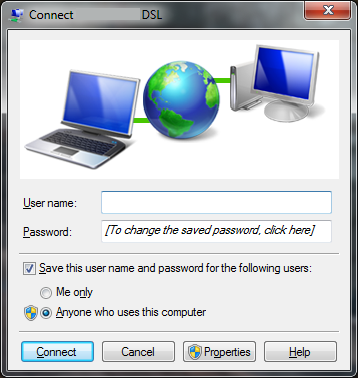 Connect DSL
User name:
Password: [To change the saved password, click here]
Save this user name and password for the following users:
Me only
Anyone who uses this computer
Connect Cancel Properties Help